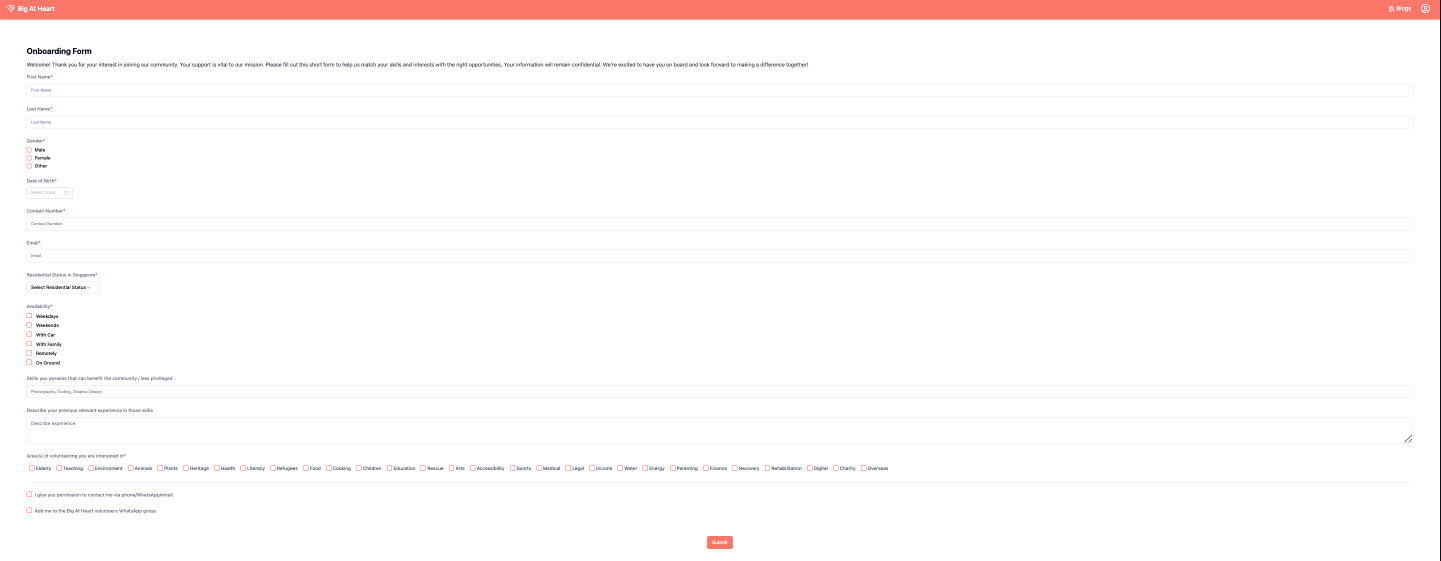 Big At Heart
Blogs
Onboarding Form
Welcome! Thank you for your interest in joining our community. Your support is vital to our mission. Please fill out this short form to help us match your skills and interests with the right opportunities. Your information will remain confidential. We're excited to have you on board and look forward to making a difference together!
First Name*
First Name
Last Name*
Last Name
Gender*
Male
Female
Other
Date of Birth*
Select date
Contact Number*
Contact Number
Email*
Email
Residential Status in Singapore*
Select Residential Status
Availability*
Weekdays
Weekends
With Car
With Family
Remotely
On Ground
Skills you possess that can benefit the community / less privileged
Photography, Coding, Graphic Design
Describe your previous relevant experience in those skills
Describe experience
Area(s) of volunteering you are interested in*
Elderly Teaching Environment Animals Plants Heritage Health Literacy Refugees Food Cooking Children Education Rescue Arts Accessibility Sports Medical Legal Income Water Energy Parenting Finance Recovery Rehabilitation Digital Charity Overseas
I give you permission to contact me via phone/WhatsApp/email.
Add me to the Big At Heart volunteers WhatsApp group
Submit